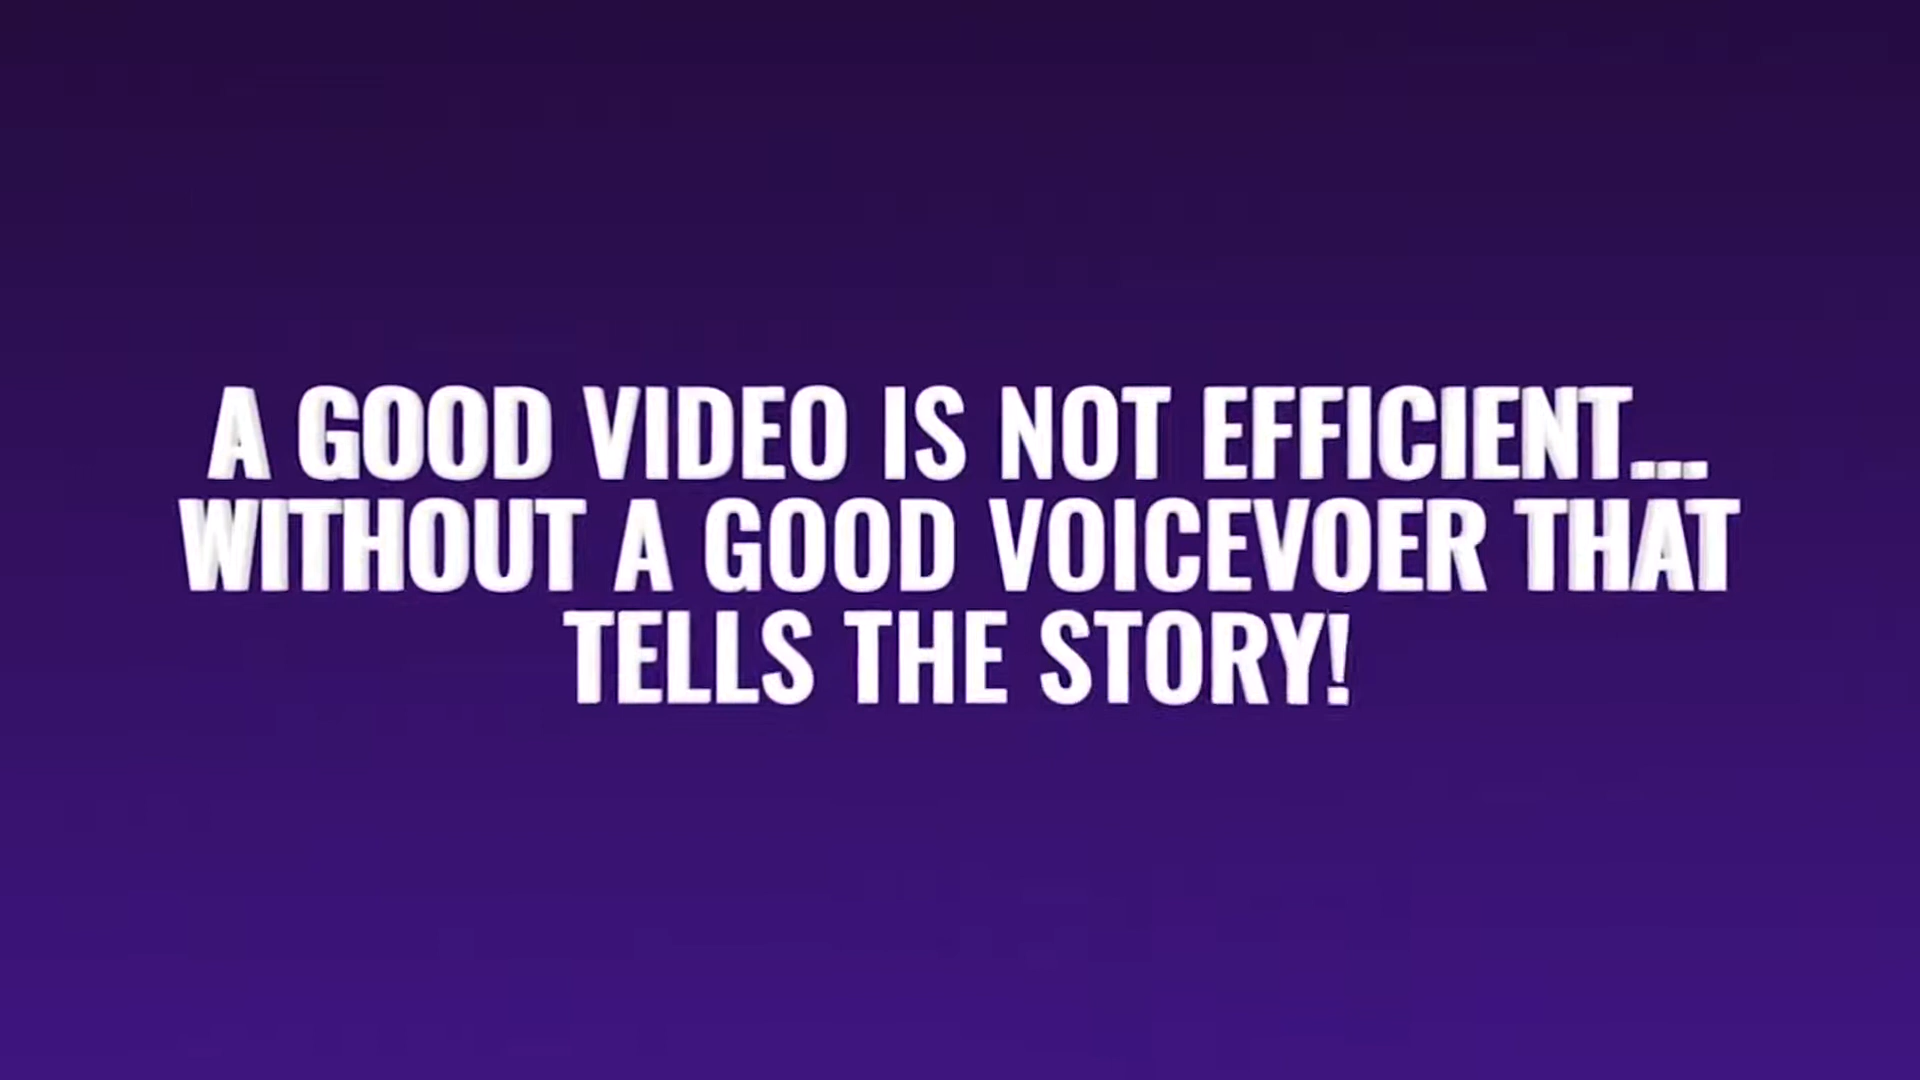 A GOOD VIDEO IS NOT EFFICIENT...
WITHOUT A GOOD VOICEVOER THAT
TELLS THE STORY!